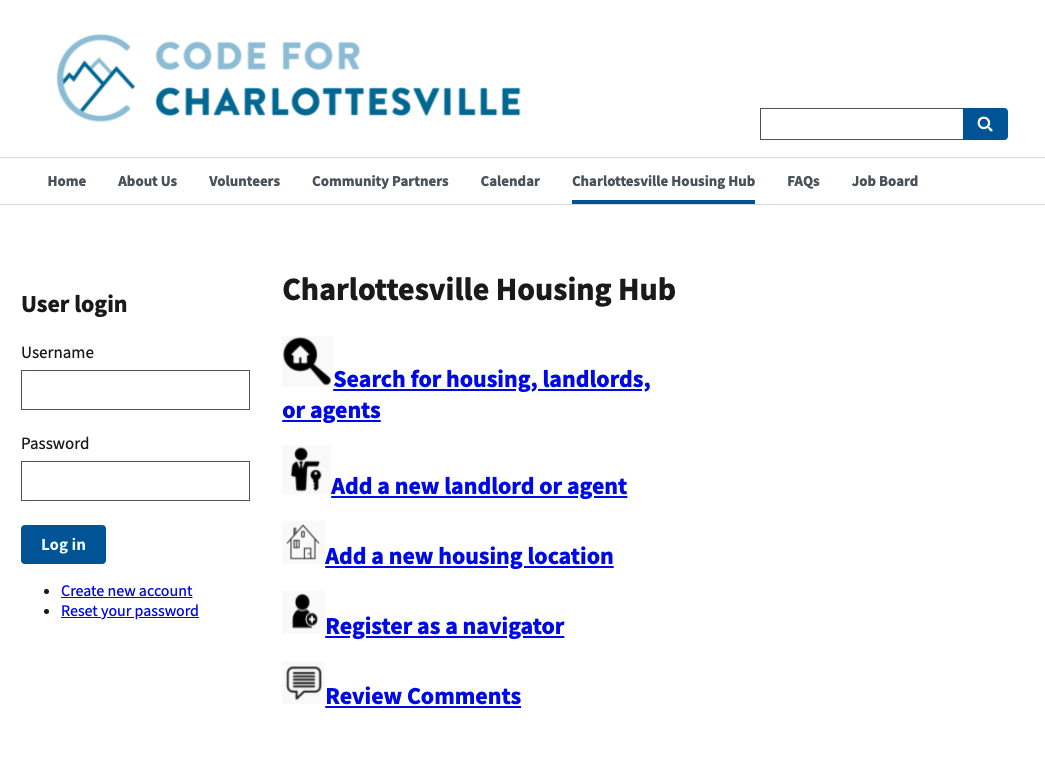 CODE FOR
CHARLOTTESVILLE
Home About Us Volunteers Community Partners Calendar Charlottesville Housing Hub FAQs Job Board
User login
Username
Password
Log in
Create new account
Reset your password
Charlottesville Housing Hub
Search for housing, landlords,
or agents
Add a new landlord or agent
Add a new housing location
Register as a navigator
Review Comments